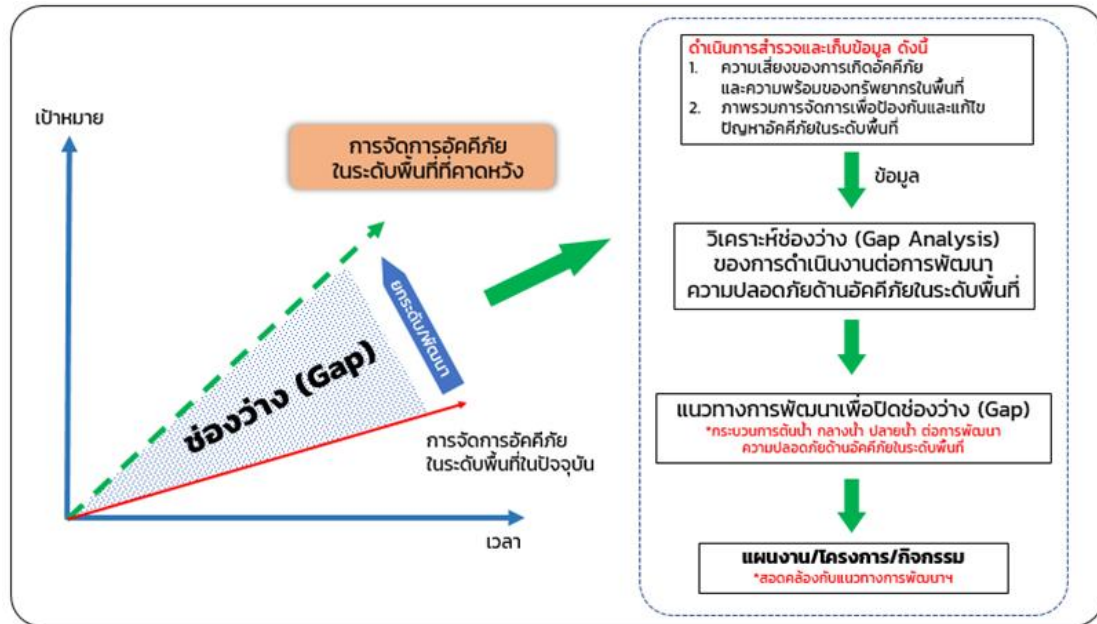 เป้าหมาย
การจัดการอัคคีภัย
ในระดับพื้นที่ที่คาดหวัง
ยกระดับ/พัฒนา
ช่องว่าง (Gap)
การจัดการอัคคีภัย
ในระดับพื้นที่ในปัจจุบัน
เวลา
ดำเนินการสำรวจและเก็บข้อมูล ดังนี้
1. ความเสี่ยงของการเกิดอัคคีภัย
และความพร้อมของทรัพยากรในพื้นที่
2. ภาพรวมการจัดการเพื่อป้องกันและแก้ไข
ปัญหาอัคคีภัยในระดับพื้นที่
ข้อมูล
วิเคราะห์ช่องว่าง (Gap Analysis)
ของการดำเนินงานต่อการพัฒนา
ความปลอดภัยด้านอัคคีภัยในระดับพื้นที่
แนวทางการพัฒนาเพื่อปิดช่องว่าง (Gap)
*กระบวนการต้นน้ำ กลางน้ำ ปลายน้ำ ต่อการพัฒนา
ความปลอดภัยด้านอัคคีภัยในระดับพื้นที่
แผนงาน/โครงการ/กิจกรรม
*สอดคล้องกับแนวทางการพัฒนาฯ